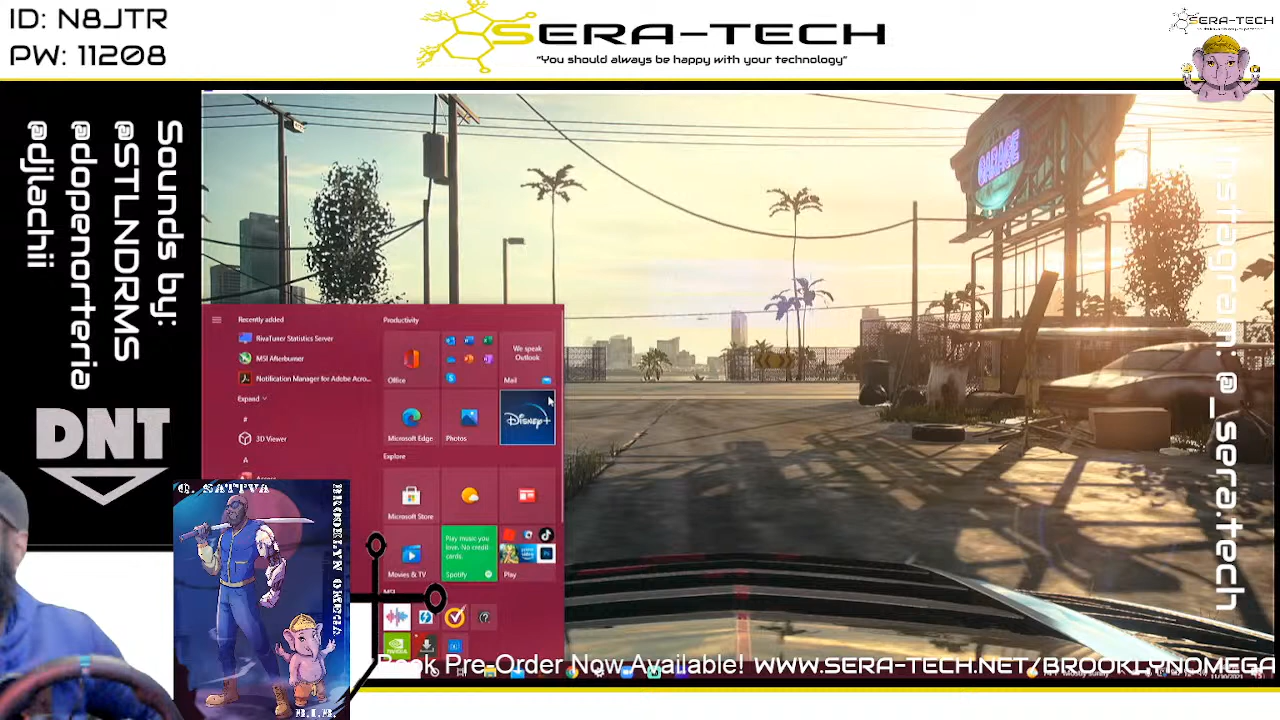 ID: N8JTR
PW: 11208
SERA-TECH
"You should always be happy with your technology"
SERA-TECH
Sounds by:
@STLNDRMS
@dopenorteria
@djlachii
DNT
GARAGE
Instagram: @_sera.tech
Recently added
RivaTuner Statistics Server
MSI Afterburner
Notification Manager for Adobe Acro...
Expand
#
3D Viewer
A
Productivity
Office
We speak
Outlook
Mail
Microsoft Edge
Photos
Disney+
Explore
Microsoft Store
Movies & TV
Play music you
love. No credit
cards.
Spotify
Play
MSI
Q. SATTVA
BROOKLYN OMEGA
Book Pre-Order Now Available! WWW.SERA-TECH.NET/BROOKLYNOMEGA